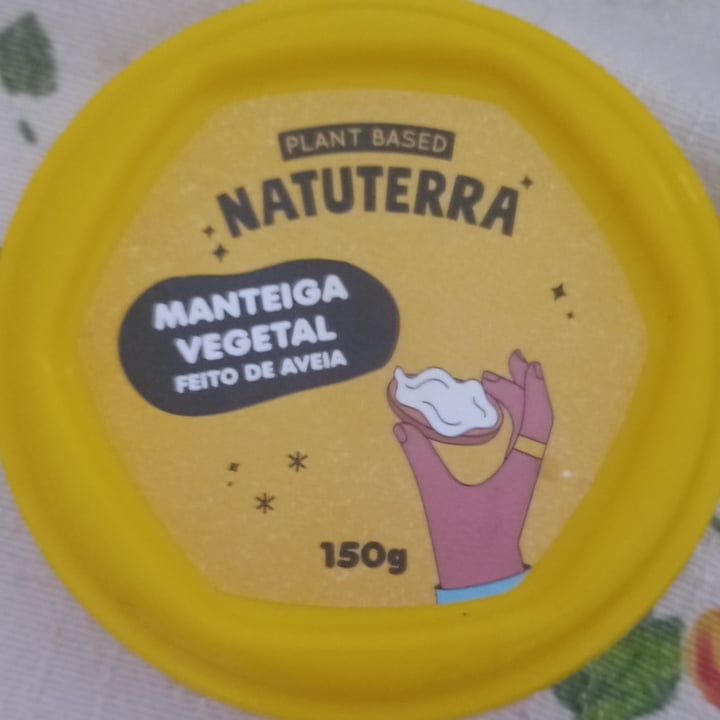 PLANT BASED
NATUTERRA
MANTEIGA
VEGETAL
FEITO DE AVEIA
150g